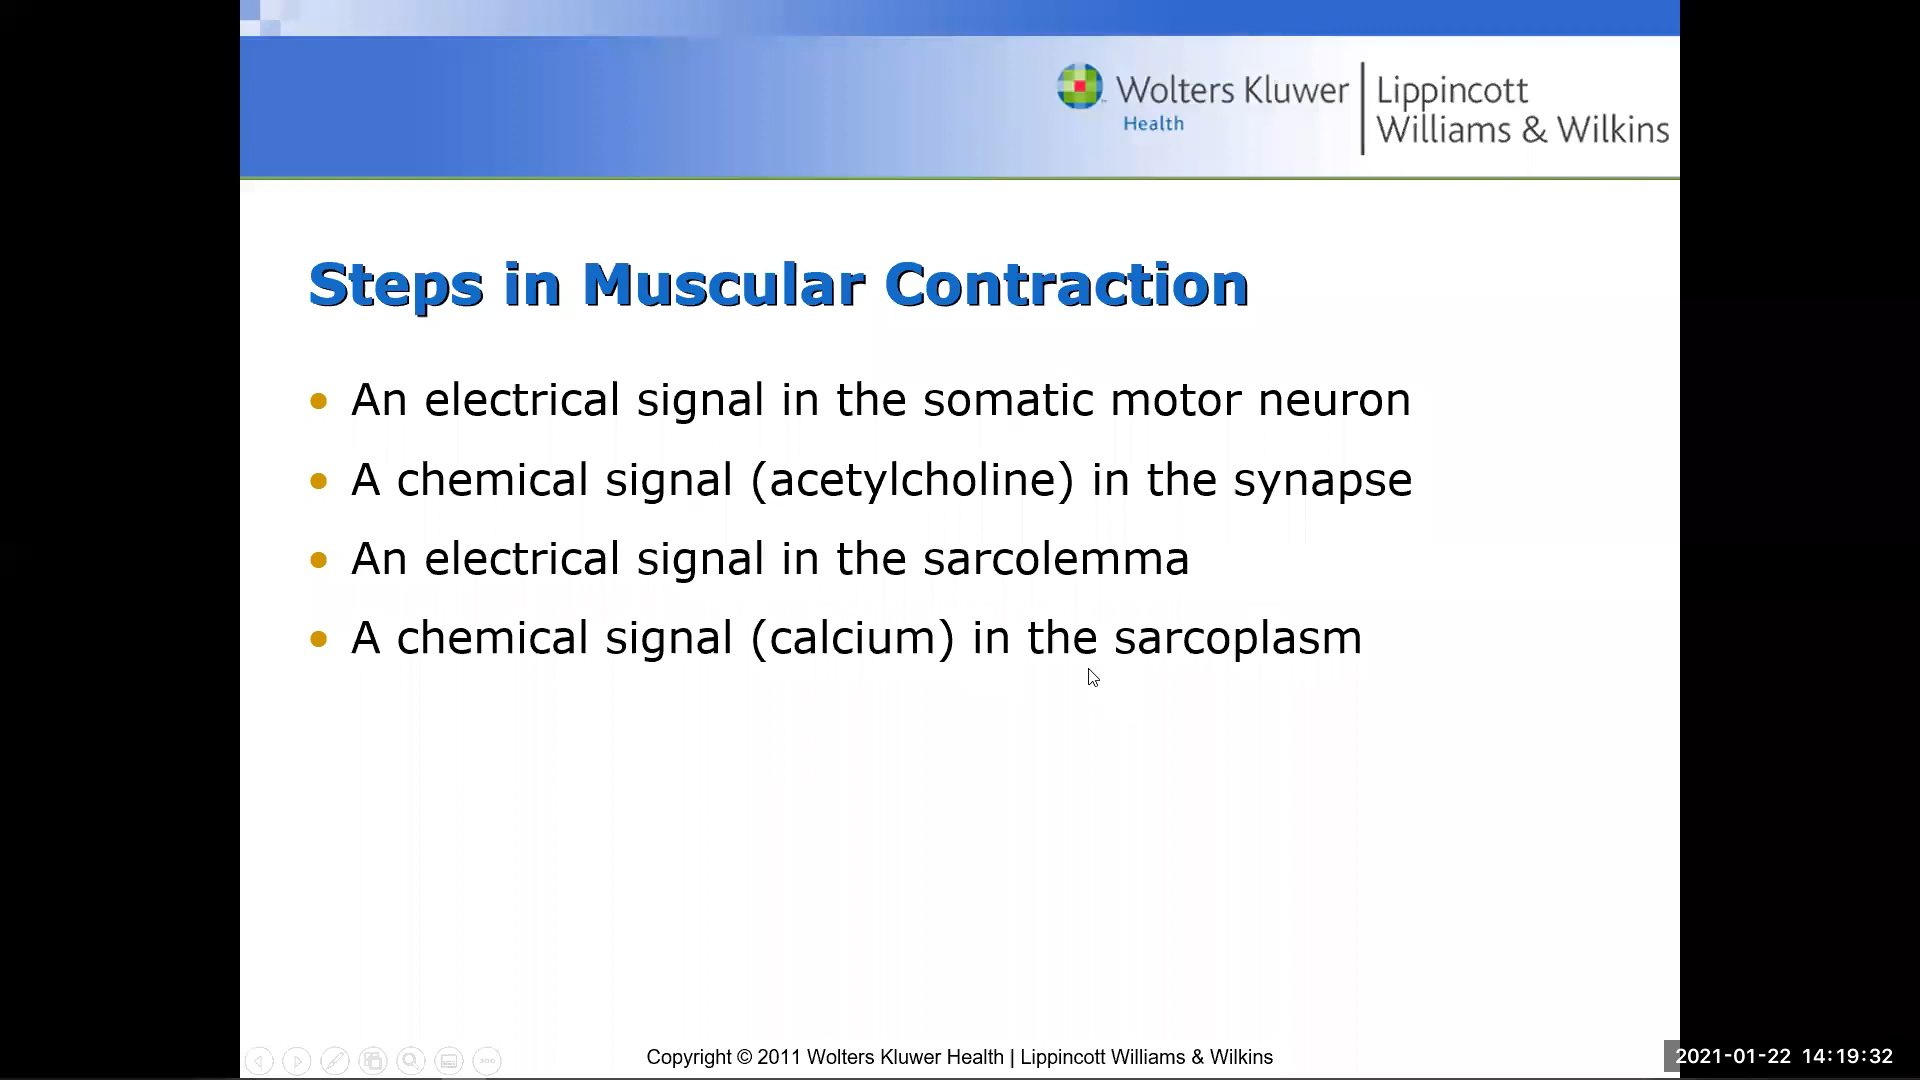 Wolters Kluwer
Health
Lippincott
Williams & Wilkins
Steps in Muscular Contraction
• An electrical signal in the somatic motor neuron
• A chemical signal (acetylcholine) in the synapse
• An electrical signal in the sarcolemma
• A chemical signal (calcium) in the sarcoplasm
Copyright © 2011 Wolters Kluwer Health | Lippincott Williams & Wilkins
2021-01-22 14:19:32